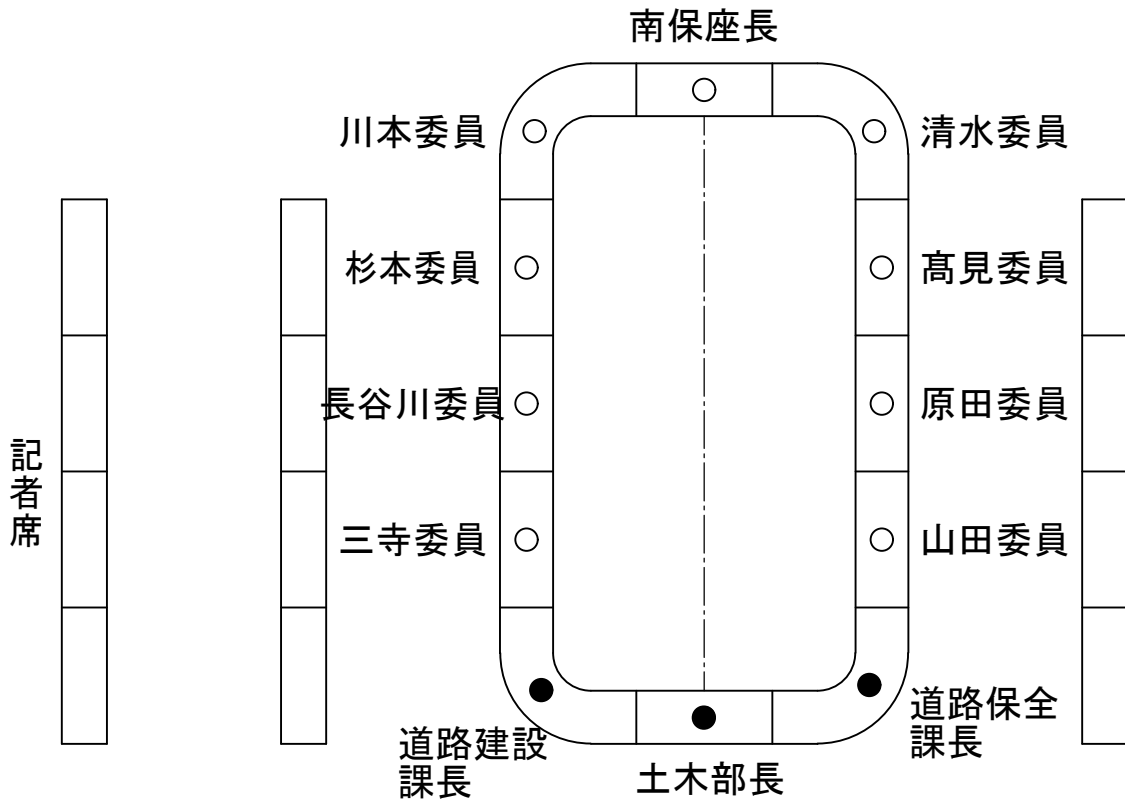 南保座長
川本委員
清水委員
杉本委員
髙見委員
長谷川委員
原田委員
記者席
三寺委員
山田委員
道路建設
課長
土木部長
道路保全
課長